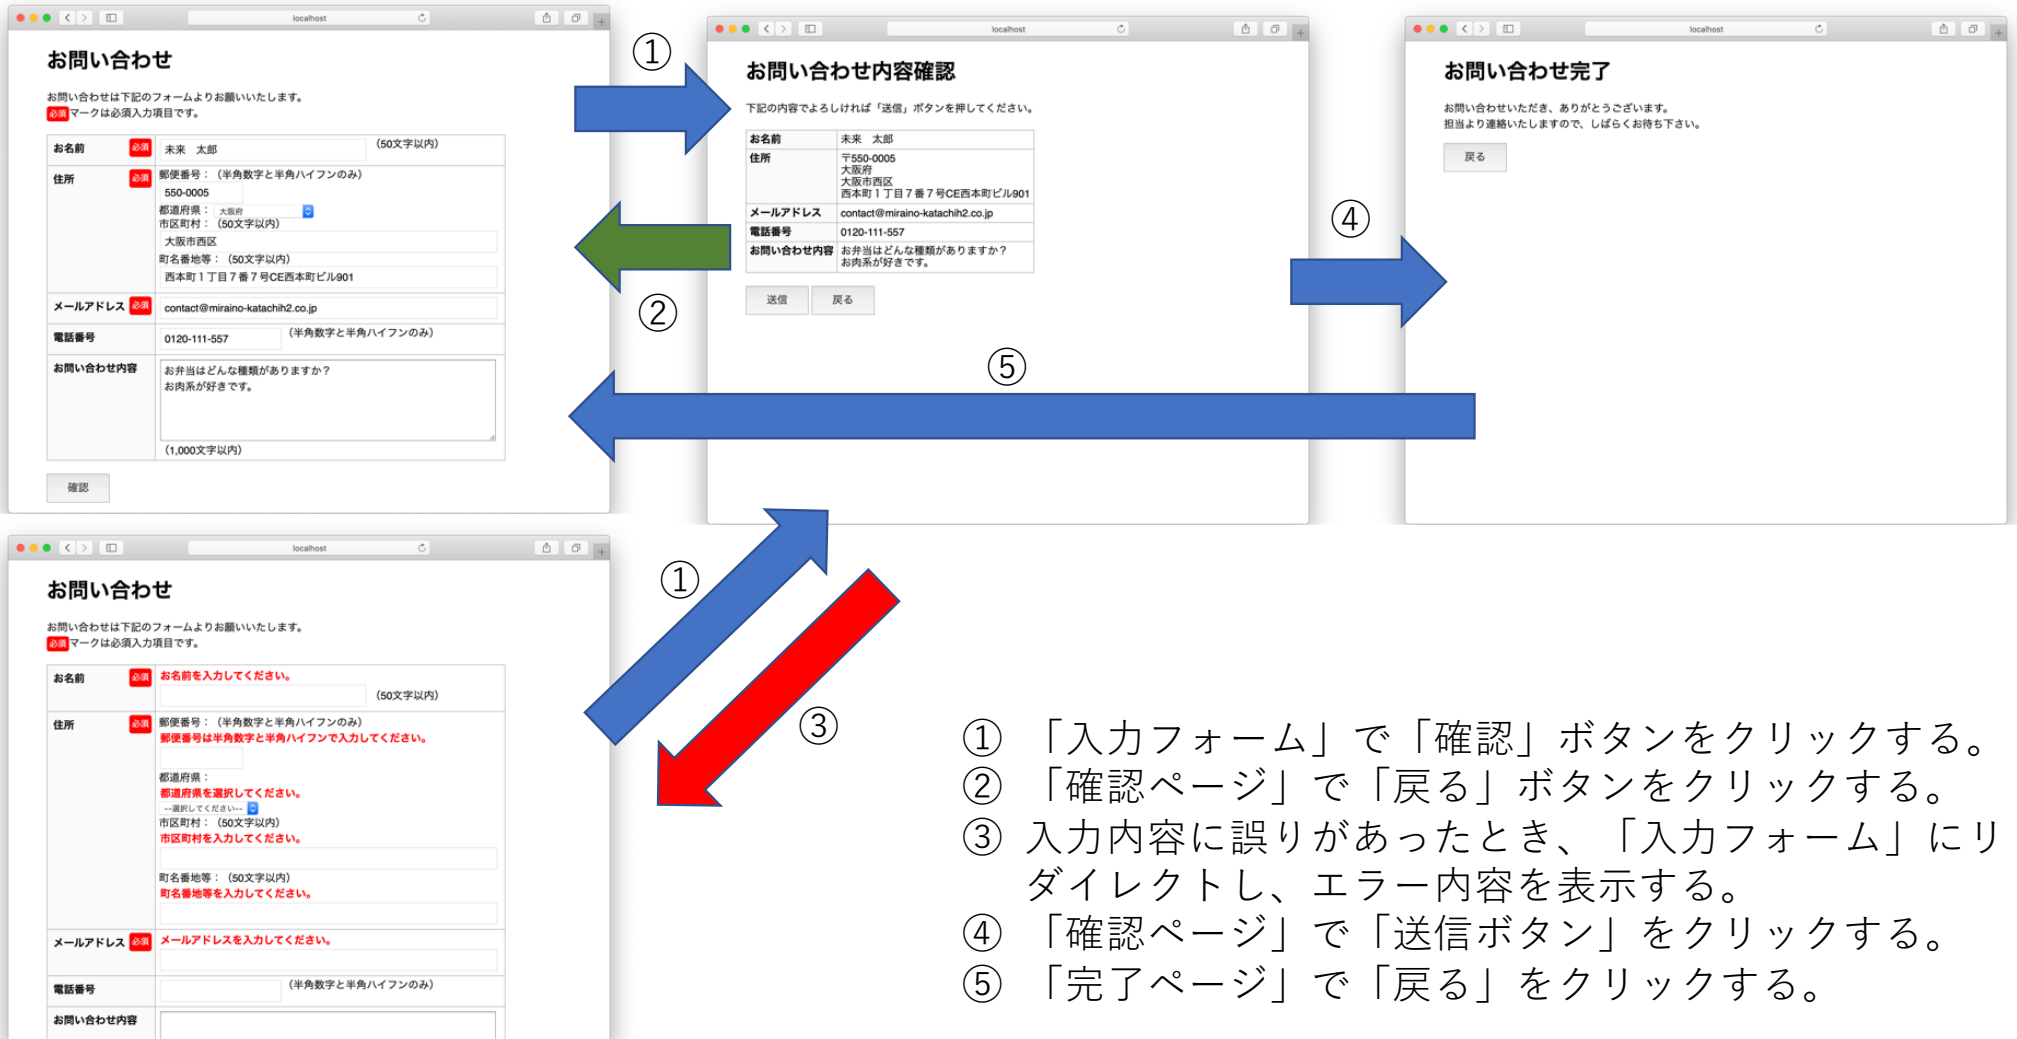 localhost
お問い合わせ
お問い合わせは下記のフォームよりお願いいたします。
必須マークは必須入力項目です。
お名前 必須 未来　太郎 （50文字以内）
住所 必須 郵便番号：（半角数字と半角ハイフンのみ）
550-0005
都道府県： 大阪府
市区町村：（50文字以内）
大阪市西区
町名番地等：（50文字以内）
西本町１丁目７番７号CE西本町ビル901
メールアドレス 必須 contact@miraino-katachih2.co.jp
電話番号 0120-111-557 （半角数字と半角ハイフンのみ）
お問い合わせ内容 お弁当はどんな種類がありますか？
お肉系が好きです。
（1,000文字以内）
確認
①
②
localhost
お問い合わせ内容確認
下記の内容でよろしければ「送信」ボタンを押してください。
お名前 未来　太郎
住所 〒550-0005
大阪府
大阪市西区
西本町１丁目７番７号CE西本町ビル901
メールアドレス contact@miraino-katachih2.co.jp
電話番号 0120-111-557
お問い合わせ内容 お弁当はどんな種類がありますか？
お肉系が好きです。
送信 戻る
④
⑤
localhost
お問い合わせ完了
お問い合わせいただき、ありがとうございます。
担当より連絡いたしますので、しばらくお待ち下さい。
戻る
localhost
お問い合わせ
お問い合わせは下記のフォームよりお願いいたします。
必須マークは必須入力項目です。
お名前 必須 お名前を入力してください。
（50文字以内）
住所 必須 郵便番号：（半角数字と半角ハイフンのみ）
郵便番号は半角数字と半角ハイフンで入力してください。
都道府県：
都道府県を選択してください。
--選択してください--
市区町村：（50文字以内）
市区町村を入力してください。
町名番地等：（50文字以内）
町名番地等を入力してください。
メールアドレス 必須 メールアドレスを入力してください。
電話番号 （半角数字と半角ハイフンのみ）
お問い合わせ内容
①
③
① 「入力フォーム」で「確認」ボタンをクリックする。
② 「確認ページ」で「戻る」ボタンをクリックする。
③ 入力内容に誤りがあったとき、「入力フォーム」にリ
ダイレクトし、エラー内容を表示する。
④ 「確認ページ」で「送信ボタン」をクリックする。
⑤ 「完了ページ」で「戻る」をクリックする。